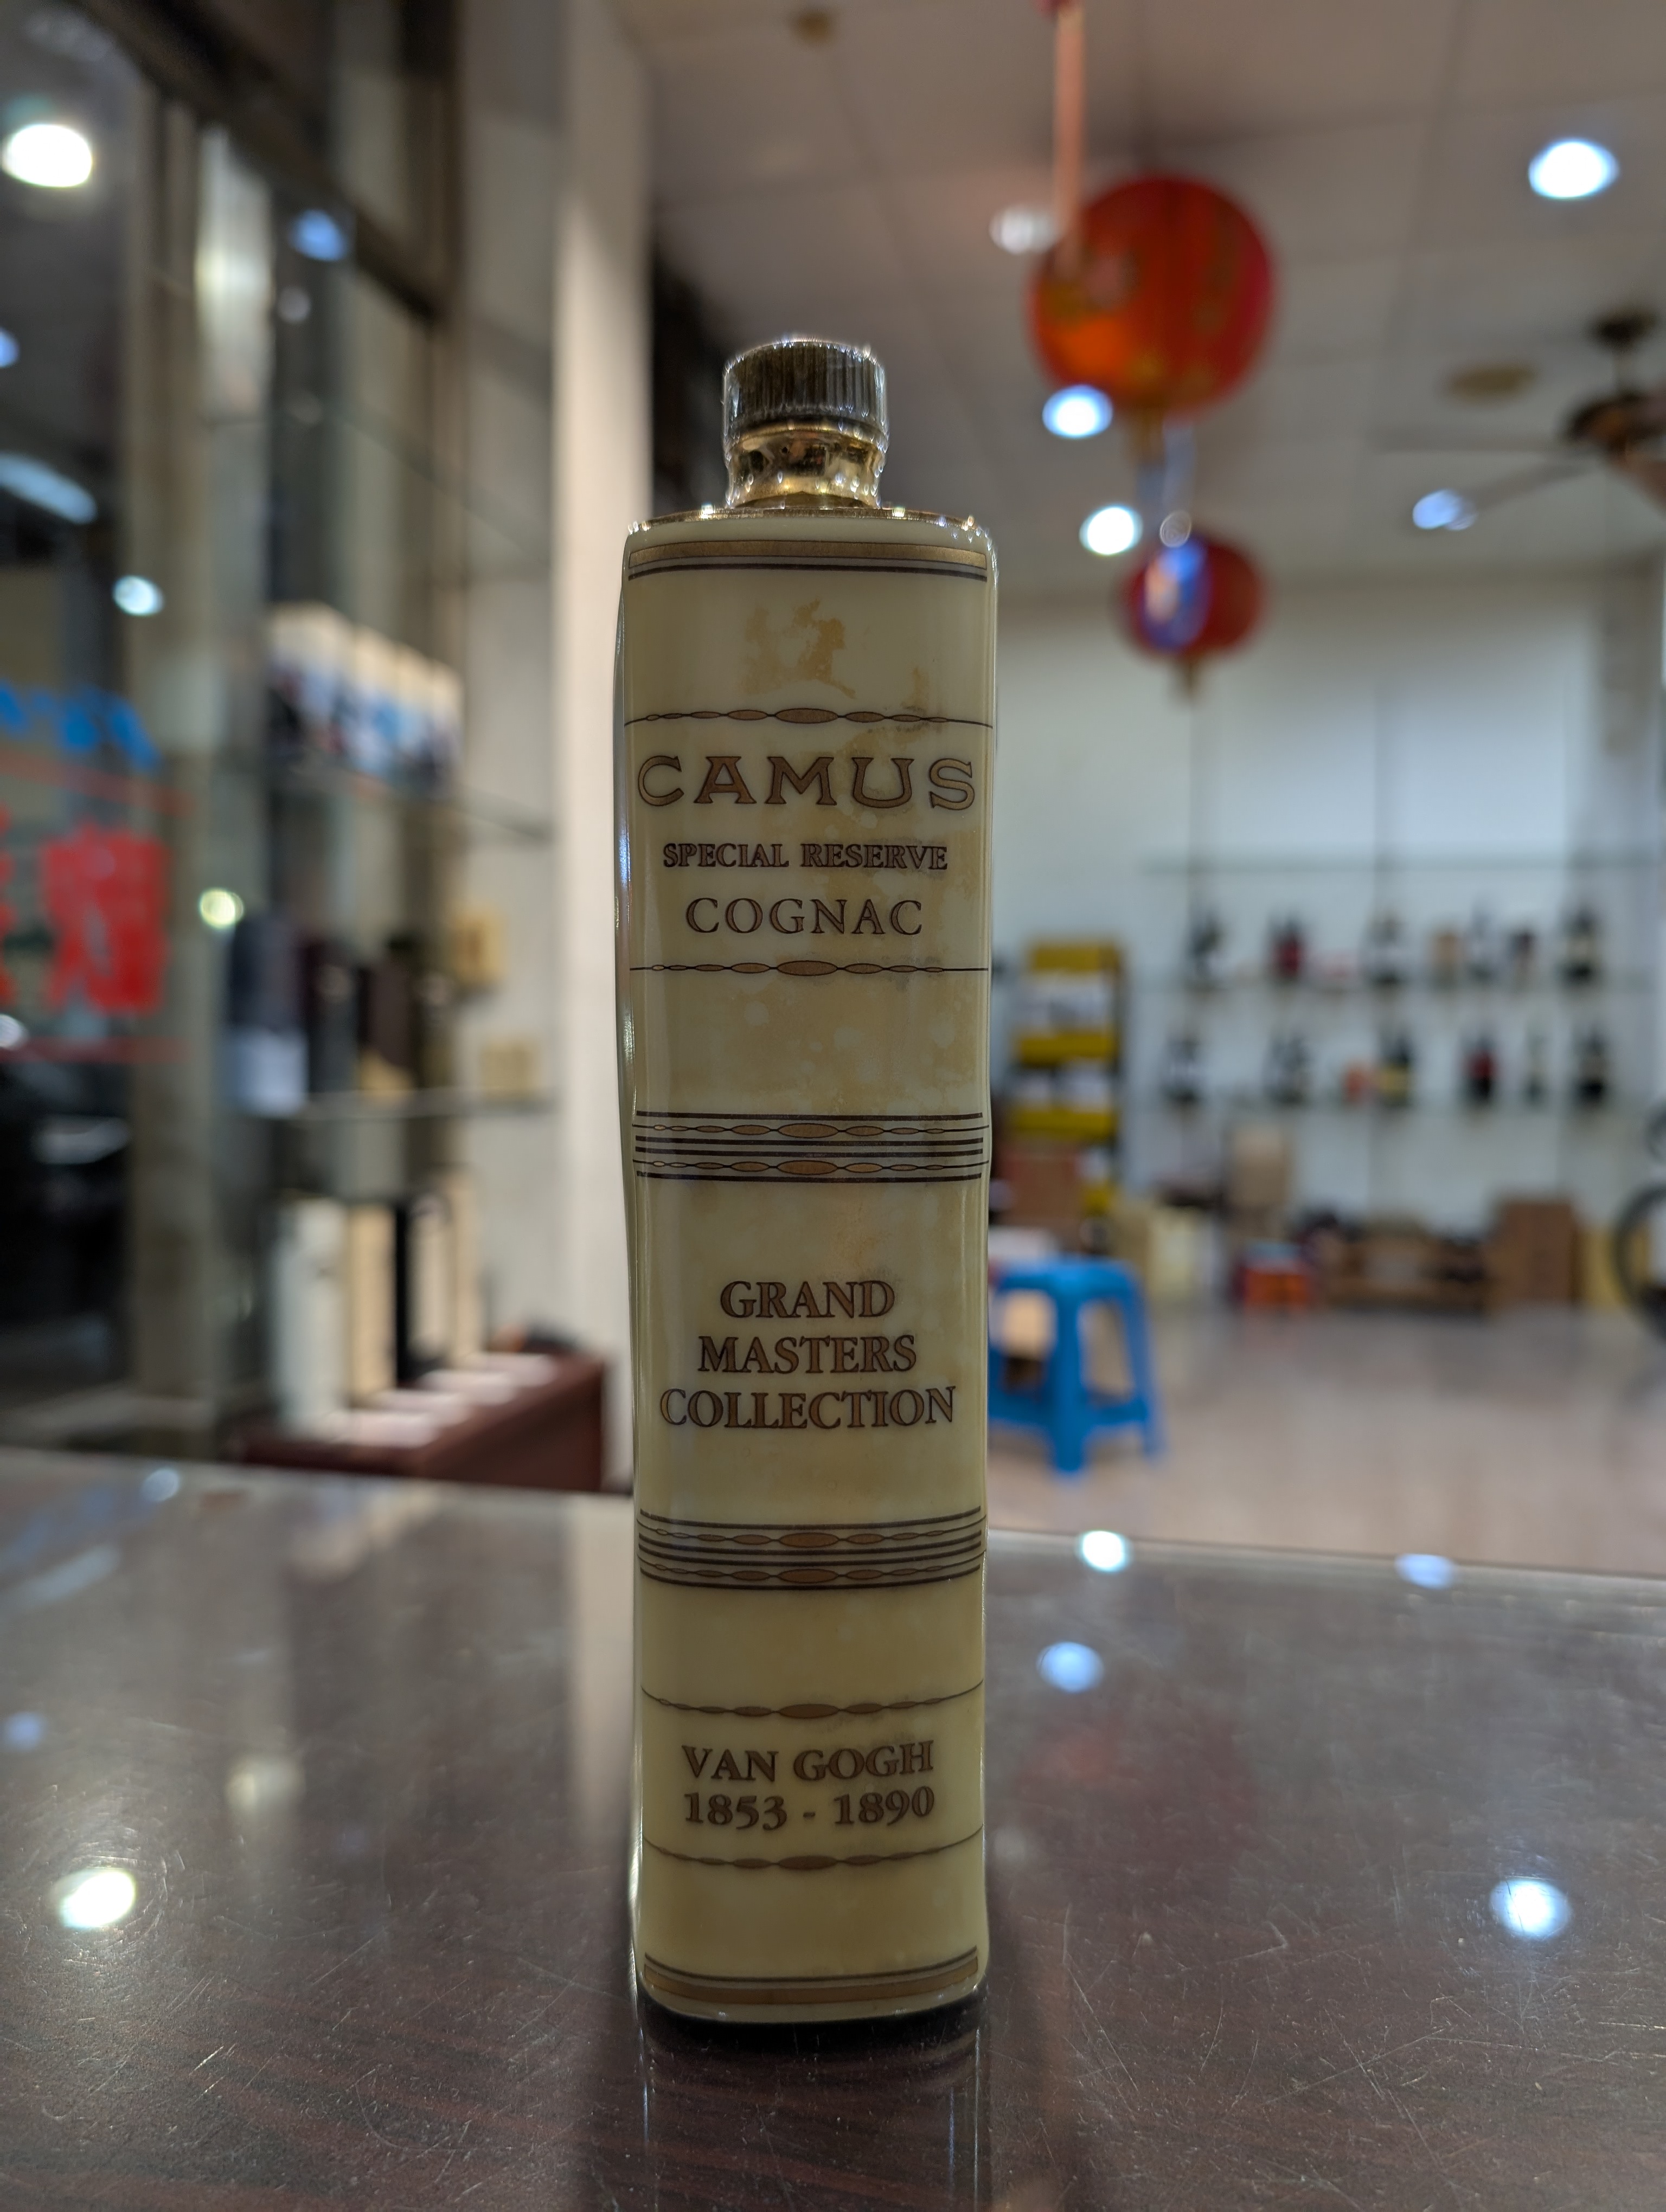 CAMUS
SPECIAL RESERVE
COGNAC
GRAND
MASTERS
COLLECTION
VAN GOGH
1853 - 1890